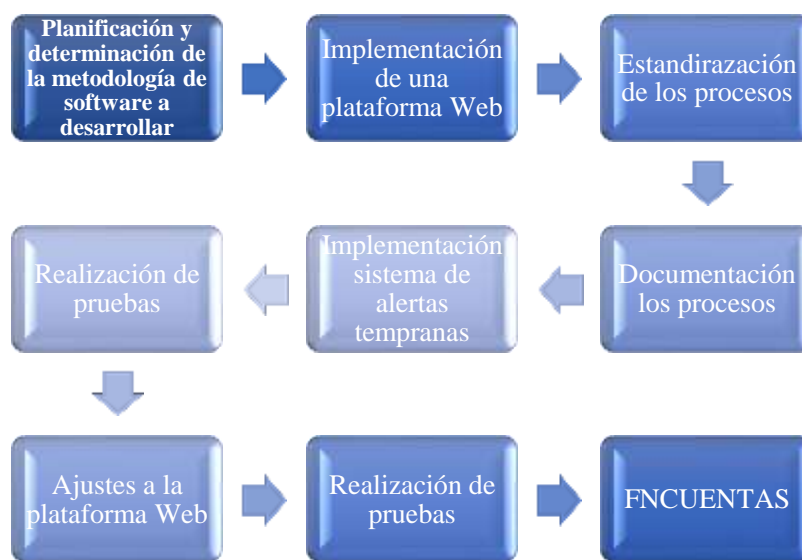 Planificación y
determinación de
la metodología de
software a
desarrollar
Implementación
de una
plataforma Web
Estandirazación
de los procesos
Documentación
los procesos
Implementación
sistema de
alertas
tempranas
Realización de
pruebas
Ajustes a la
plataforma Web
Realización de
pruebas
FNCUENTAS